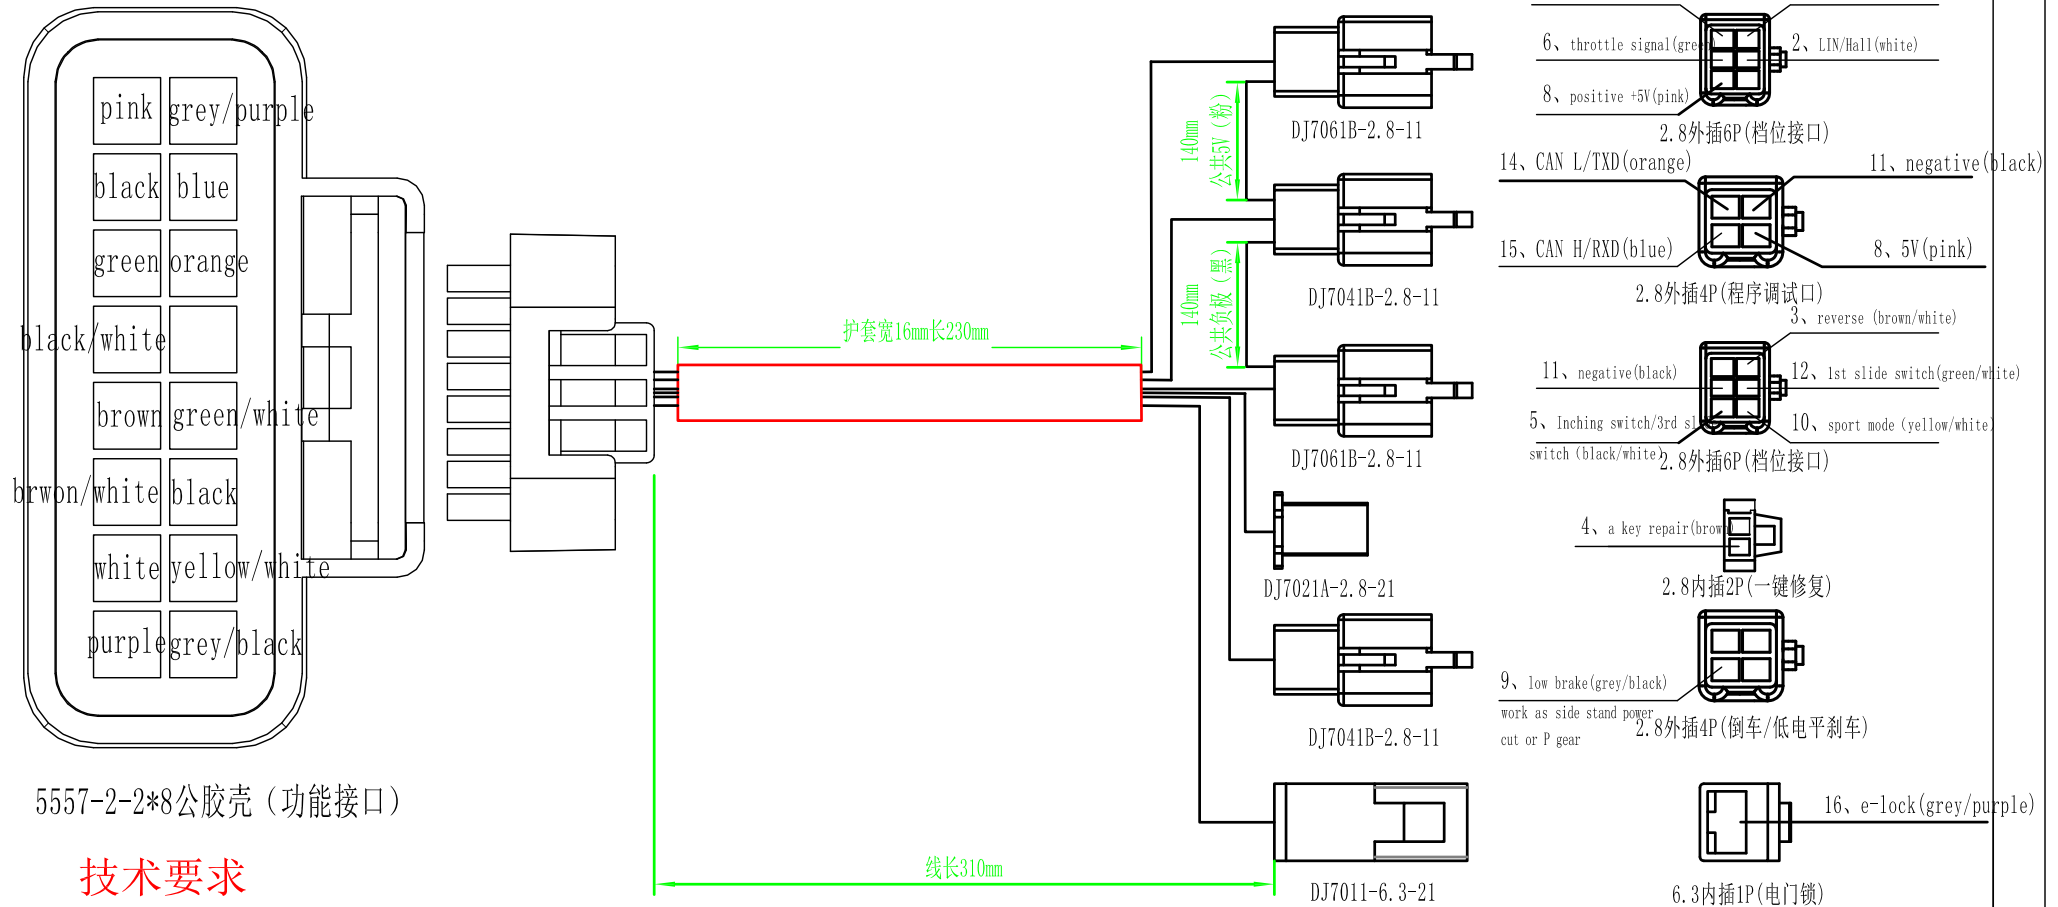 pink grey/purple
black blue
green orange
black/white
brown green/white
brwon/white black
white yellow/white
purple grey/black
5557-2-2*8公胶壳（功能接口）
技术要求
护套宽16mm长230mm
线长310mm
140mm
公共5V（粉）
140mm
公共负极（黑）
DJ7061B-2.8-11
DJ7041B-2.8-11
DJ7061B-2.8-11
DJ7021A-2.8-21
DJ7041B-2.8-11
DJ7011-6.3-21
6、throttle signal(green)
2、LIN/Hall(white)
8、positive +5V(pink)
2.8外插6P(档位接口)
14、CAN L/TXD(orange)
11、negative(black)
15、CAN H/RXD(blue)
8、5V(pink)
2.8外插4P(程序调试口)
3、reverse (brown/white)
11、negative(black)
12、1st slide switch(green/white)
5、Inching switch/3rd sl
switch (black/white)
10、sport mode (yellow/white)
2.8外插6P(档位接口)
4、a key repair(brown)
2.8内插2P(一键修复)
9、low brake(grey/black)
work as side stand power
cut or P gear
2.8外插4P(倒车/低电平刹车)
16、e-lock(grey/purple)
6.3内插1P(电门锁)